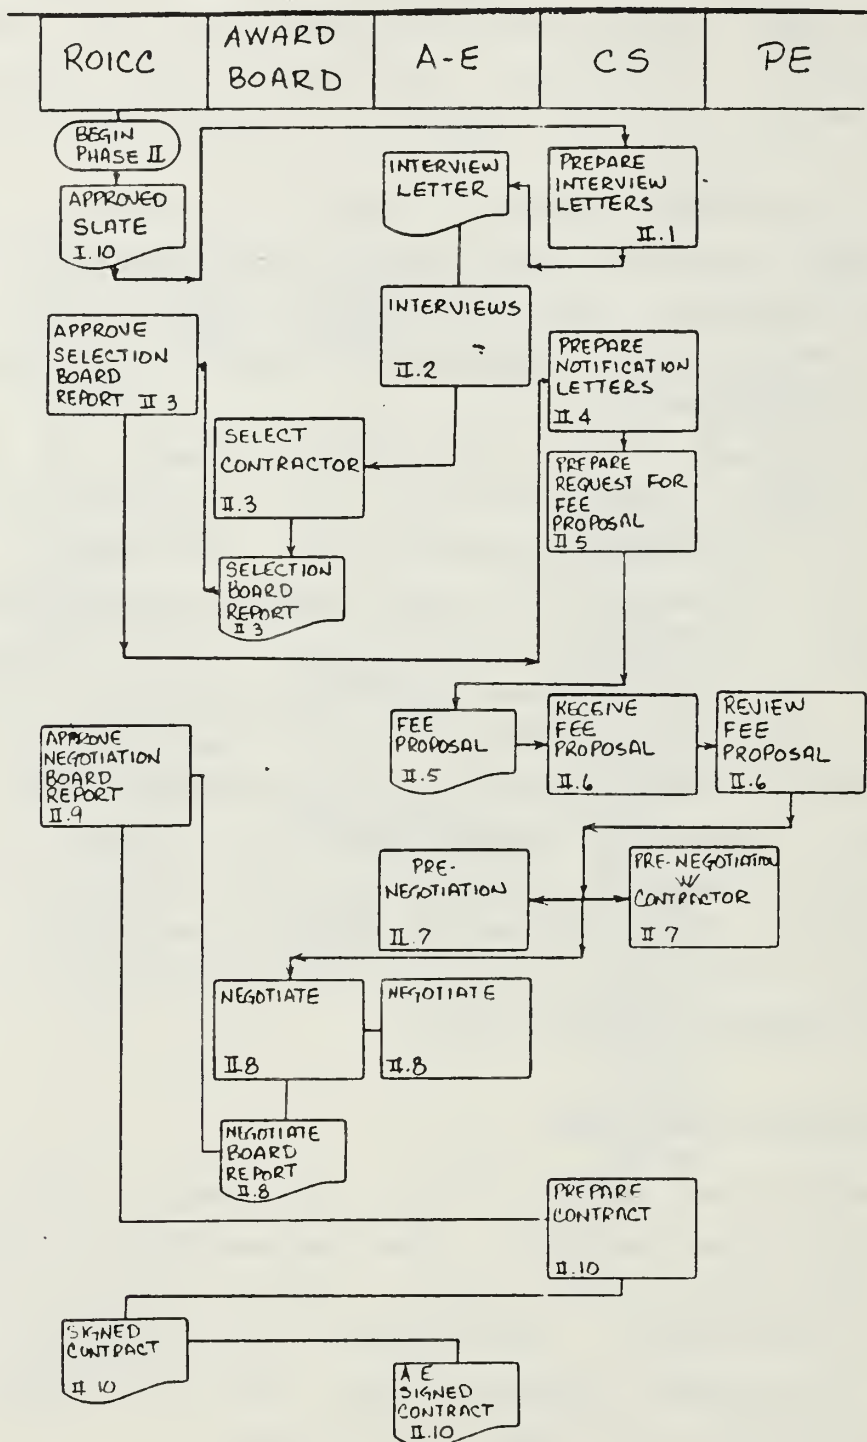 ROICC
AWARD
BOARD
A-E
CS
PE
BEGIN
PHASE II
APPROVED
SLATE
I.10
INTERVIEW
LETTER
PREPARE
INTERVIEW
LETTERS
II.1
INTERVIEWS
II.2
APPROVE
SELECTION
BOARD
REPORT II 3
PREPARE
NOTIFICATION
LETTERS
II 4
SELECT
CONTRACTOR
II.3
PREPARE
REQUEST FOR
FEE
PROPOSAL
II 5
SELECTION
BOARD
REPORT
II 3
FEE
PROPOSAL
II.5
RECEIVE
FEE
PROPOSAL
II.6
REVIEW
FEE
PROPOSAL
II.6
APPROVE
NEGOTIATION
BOARD
REPORT
II.9
PRE-
NEGOTIATION
II.7
PRE-NEGOTIATION
W/
CONTRACTOR
II 7
NEGOTIATE
II.8
NEGOTIATE
II.8
NEGOTIATE
BOARD
REPORT
II.8
PREPARE
CONTRACT
II.10
SIGNED
CONTRACT
II 10
A E
SIGNED
CONTRACT
II.10